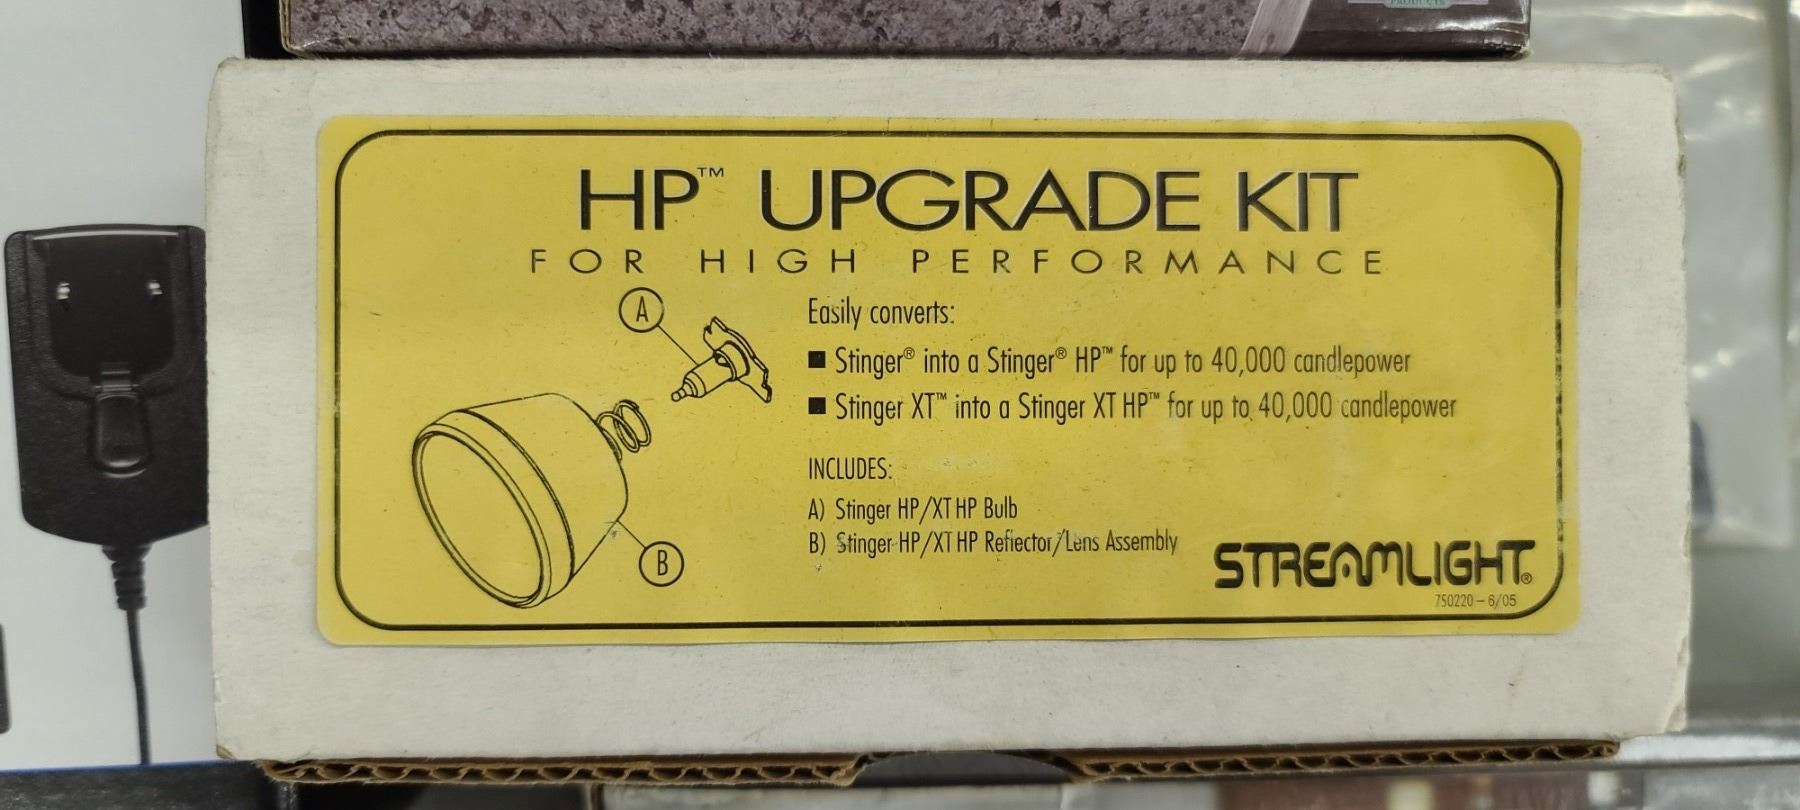 PRODUCTS
HP™ UPGRADE KIT
FOR HIGH PERFORMANCE
A
Easily converts:
■ Stinger® into a Stinger® HP™ for up to 40,000 candlepower
■ Stinger XT™ into a Stinger XT HP™ for up to 40,000 candlepower
INCLUDES:
A) Stinger HP/XT HP Bulb
B) Stinger HP/XT HP Reflector/Lens Assembly
B
STREAMLIGHT®
750220 – 6/05